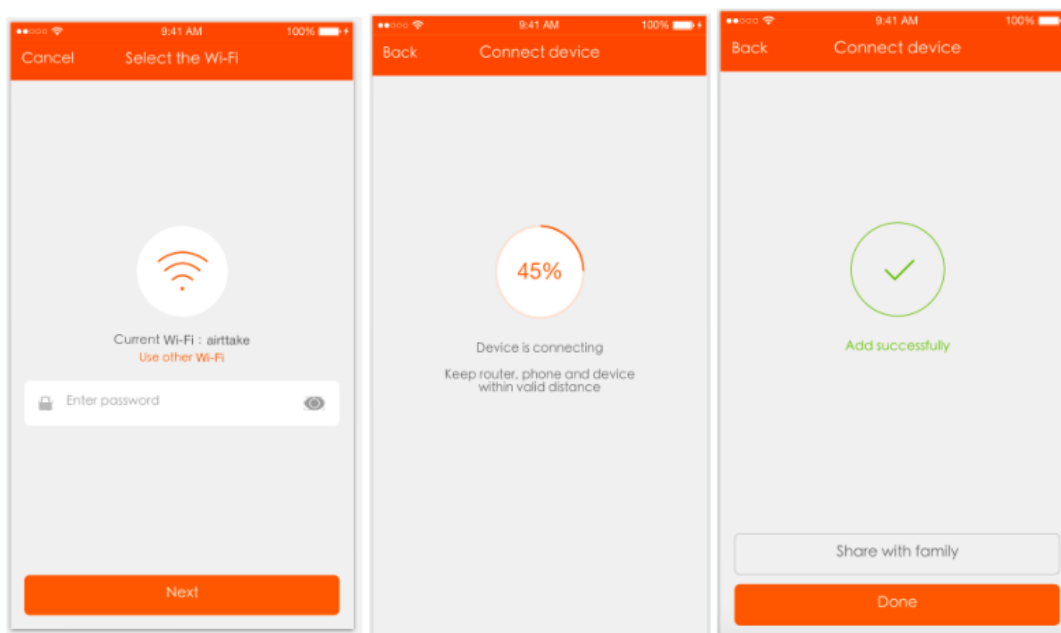 9:41 AM 100%
Cancel Select the Wi-Fi
Current Wi-Fi : airttake
Use other Wi-Fi
Enter password
Next
9:41 AM 100%
Back Connect device
45%
Device is connecting
Keep router, phone and device
within valid distance
9:41 AM 100%
Back Connect device
Add successfully
Share with family
Done